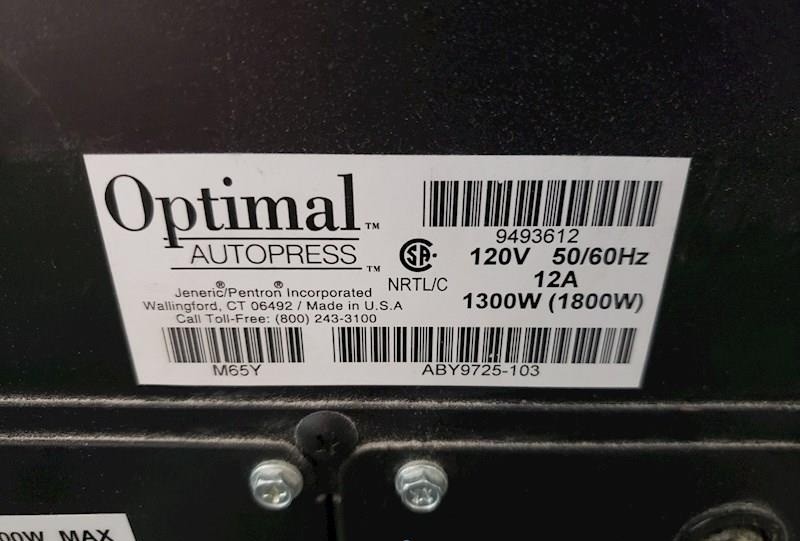 Optimal™
AUTOPRESS™
Jeneric®/Pentron® Incorporated
Wallingford, CT 06492 / Made in U.S.A
Call Toll-Free: (800) 243-3100
M65Y
9493612
SA
NRTL/C
120V 50/60Hz
12A
1300W (1800W)
ABY9725-103
00W MAX